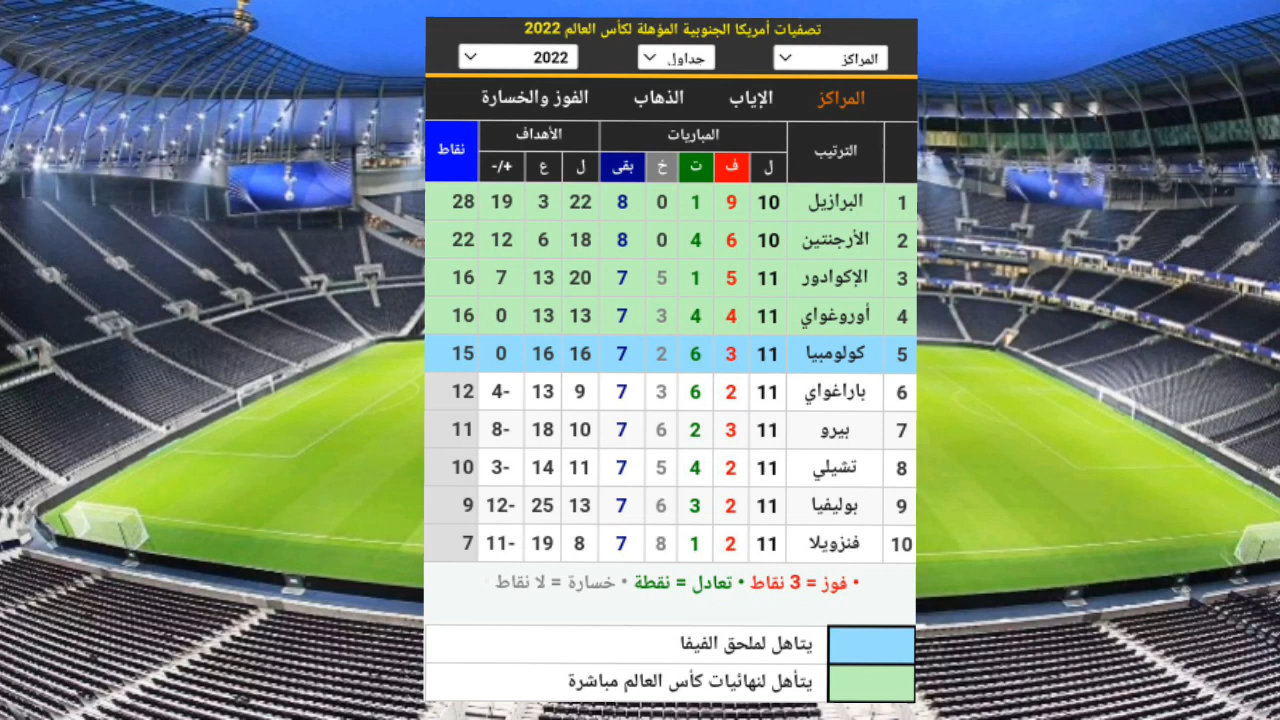 تصفيات أمريكا الجنوبية المؤهلة لكأس العالم 2022
المراكز جداول 2022
المراكز الإياب الذهاب الفوز والخسارة
الترتيب المباريات الأهداف نقاط
ل ف ت خ بقى ل ع +/-
1 البرازيل 10 9 1 0 8 22 3 19 28
2 الأرجنتين 10 6 4 0 8 18 6 12 22
3 الإكوادور 11 5 1 5 7 20 13 7 16
4 أوروغواي 11 4 4 3 7 13 13 0 16
5 كولومبيا 11 3 6 2 7 16 16 0 15
6 باراغواي 11 2 6 3 7 9 13 4- 12
7 بيرو 11 3 2 6 7 10 18 8- 11
8 تشيلي 11 2 4 5 7 11 14 3- 10
9 بوليفيا 11 2 3 6 7 13 25 12- 9
10 فنزويلا 11 2 1 8 7 8 19 11- 7
• فوز = 3 نقاط • تعادل = نقطة • خسارة = لا نقاط
يتاهل لملحق الفيفا
يتأهل لنهائيات كأس العالم مباشرة